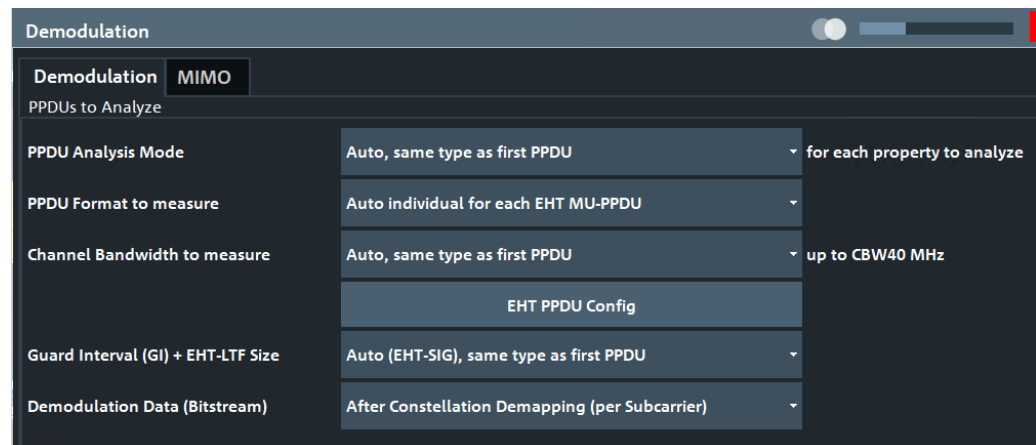 Demodulation
Demodulation MIMO
PPDUs to Analyze
PPDU Analysis Mode Auto, same type as first PPDU for each property to analyze
PPDU Format to measure Auto individual for each EHT MU-PPDU
Channel Bandwidth to measure Auto, same type as first PPDU up to CBW40 MHz
EHT PPDU Config
Guard Interval (GI) + EHT-LTF Size Auto (EHT-SIG), same type as first PPDU
Demodulation Data (Bitstream) After Constellation Demapping (per Subcarrier)